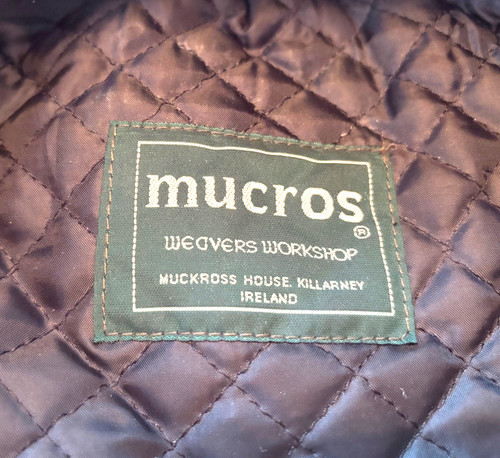 mucros®
WEAVERS WORKSHOP
MUCKROSS HOUSE. KILLARNEY
IRELAND